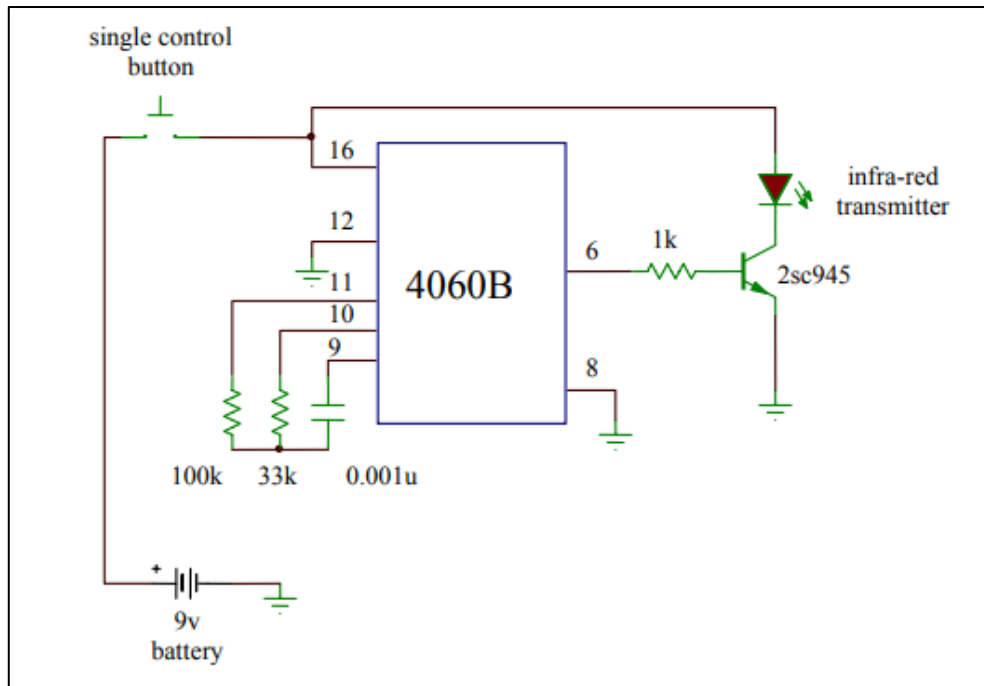 single control
button
16
12
11
10
9
4060B
6
8
1k
2sc945
infra-red
transmitter
100k 33k 0.001u
+
9v
battery